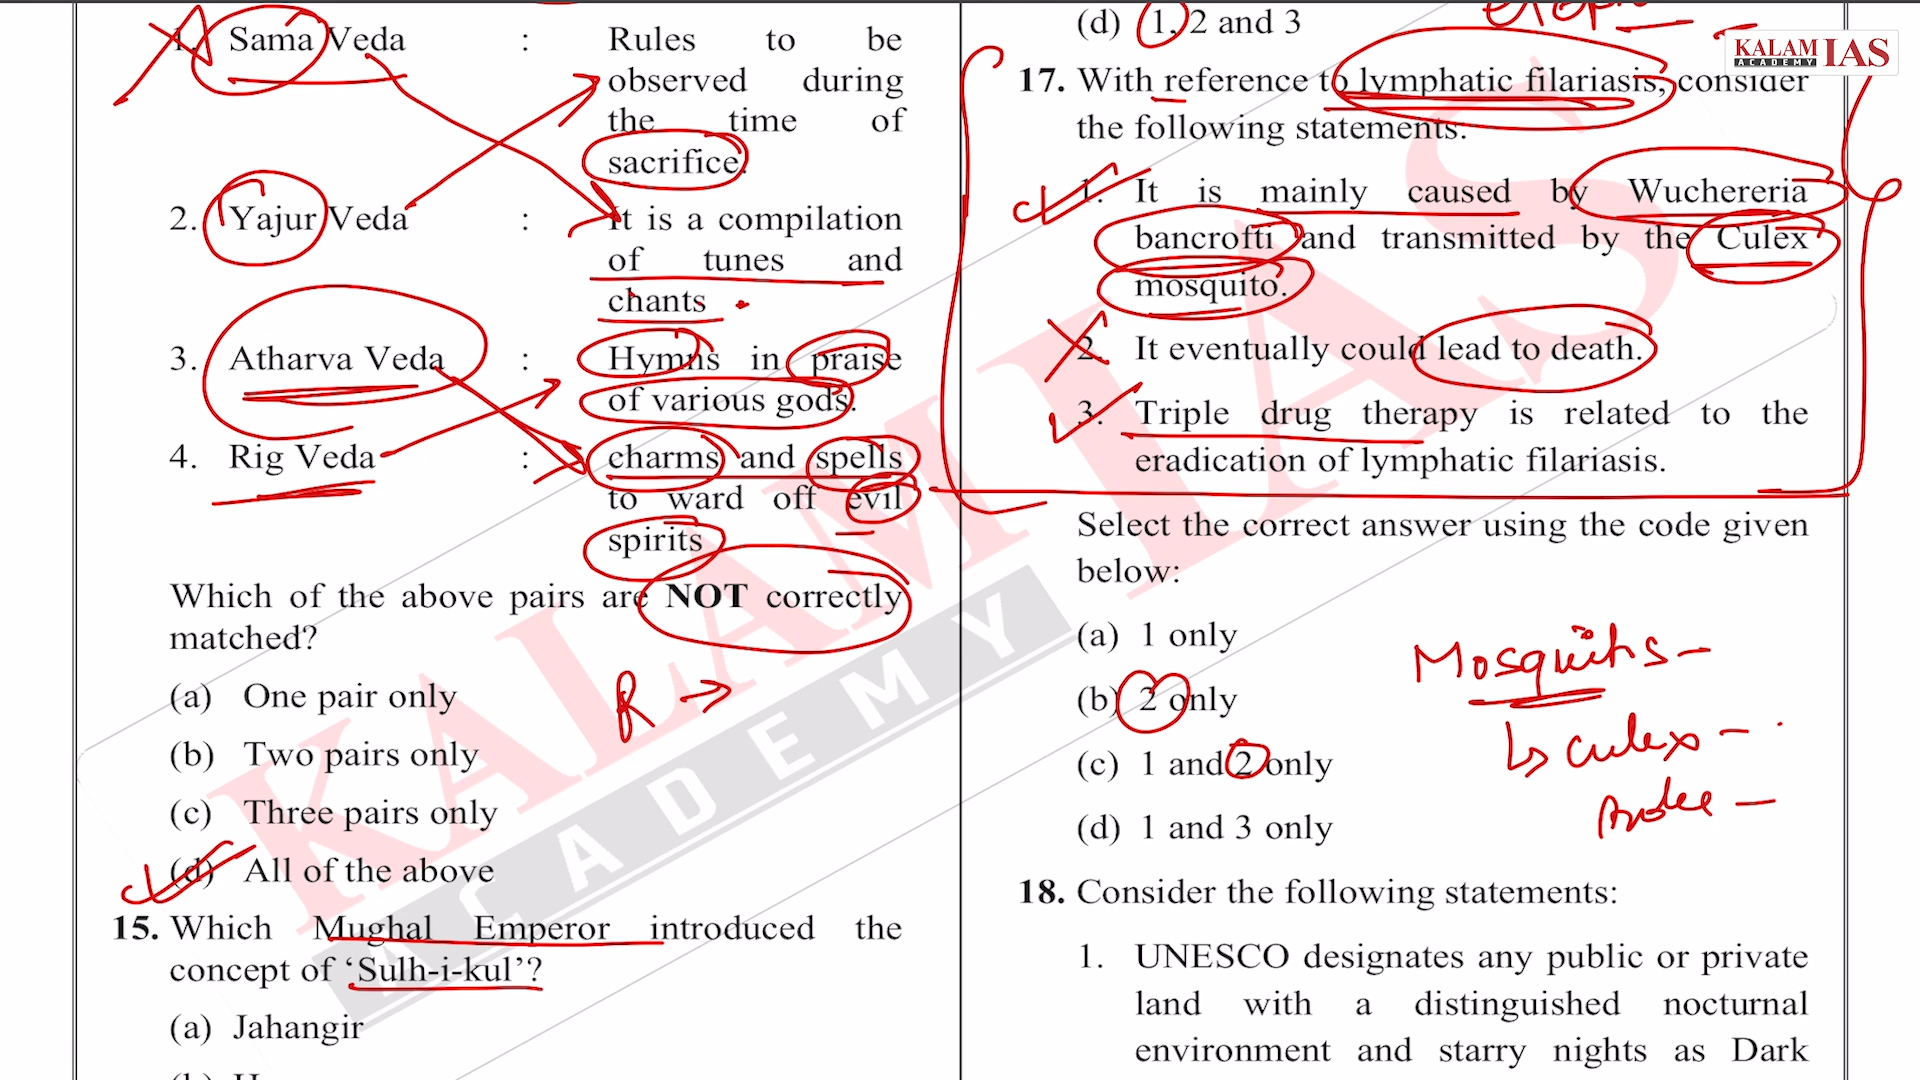 1. Sama Veda : Rules to be
observed during
the time of
sacrifice.
2. Yajur Veda : It is a compilation
of tunes and
chants
3. Atharva Veda : Hymns in praise
of various gods.
4. Rig Veda : charms and spells
to ward off evil
spirits
Which of the above pairs are NOT correctly
matched?
R →
(a) One pair only
(b) Two pairs only
(c) Three pairs only
(d) All of the above
15. Which Mughal Emperor introduced the
concept of ‘Sulh-i-kul’?
(a) Jahangir
(d) 1, 2 and 3
KALAM IAS
ACADEMY
17. With reference to lymphatic filariasis, consider
the following statements:
1. It is mainly caused by Wuchereria
bancrofti and transmitted by the Culex
mosquito.
2. It eventually could lead to death.
3. Triple drug therapy is related to the
eradication of lymphatic filariasis.
Select the correct answer using the code given
below:
(a) 1 only
(b) 2 only
(c) 1 and 2 only
(d) 1 and 3 only
Culex -
18. Consider the following statements:
1. UNESCO designates any public or private
land with a distinguished nocturnal
environment and starry nights as Dark
KALAM IAS
ACADEMY